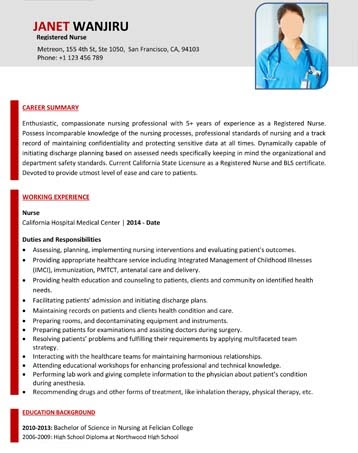 JANET WANJIRU
Registered Nurse
Metreon, 155 4th St, Ste 1050, San Francisco, CA, 94103
Phone: +1 123 456 789
CAREER SUMMARY
Enthusiastic, compassionate nursing professional with 5+ years of experience as a Registered Nurse.
Possess incomparable knowledge of the nursing processes, professional standards of nursing and a track
record of maintaining confidentiality and protecting sensitive data at all times. Dynamically capable of
initiating discharge planning based on assessed needs specifically keeping in mind the organizational and
department safety standards. Current California State Licensure as a Registered Nurse and BLS certificate.
Devoted to provide utmost level of ease and care to patients.
WORKING EXPERIENCE
Nurse
California Hospital Medical Center | 2014 - Date
Duties and Responsibilities
• Assessing, planning, implementing nursing interventions and evaluating patient's outcomes.
• Providing appropriate healthcare service including Integrated Management of Childhood Illnesses
(IMCI), immunization, PMTCT, antenatal care and delivery.
• Providing health education and counseling to patients, clients and community on identified health
needs.
• Facilitating patients' admission and initiating discharge plans.
• Maintaining records on patients and clients health condition and care.
• Preparing rooms, and decontaminating equipment and instruments.
• Preparing patients for examinations and assisting doctors during surgery.
• Resolving patients' problems and fulfilling their requirements by applying multifaceted team
strategy.
• Interacting with the healthcare teams for maintaining harmonious relationships.
• Attending educational workshops for enhancing professional and technical knowledge.
• Performing lab work and giving complete information to the physician about patient's condition
during anesthesia.
• Recommending drugs and other forms of treatment, like inhalation therapy, physical therapy, etc.
EDUCATION BACKGROUND
2010-2013: Bachelor of Science in Nursing at Felician College
2006-2009: High School Diploma at Northwood High School